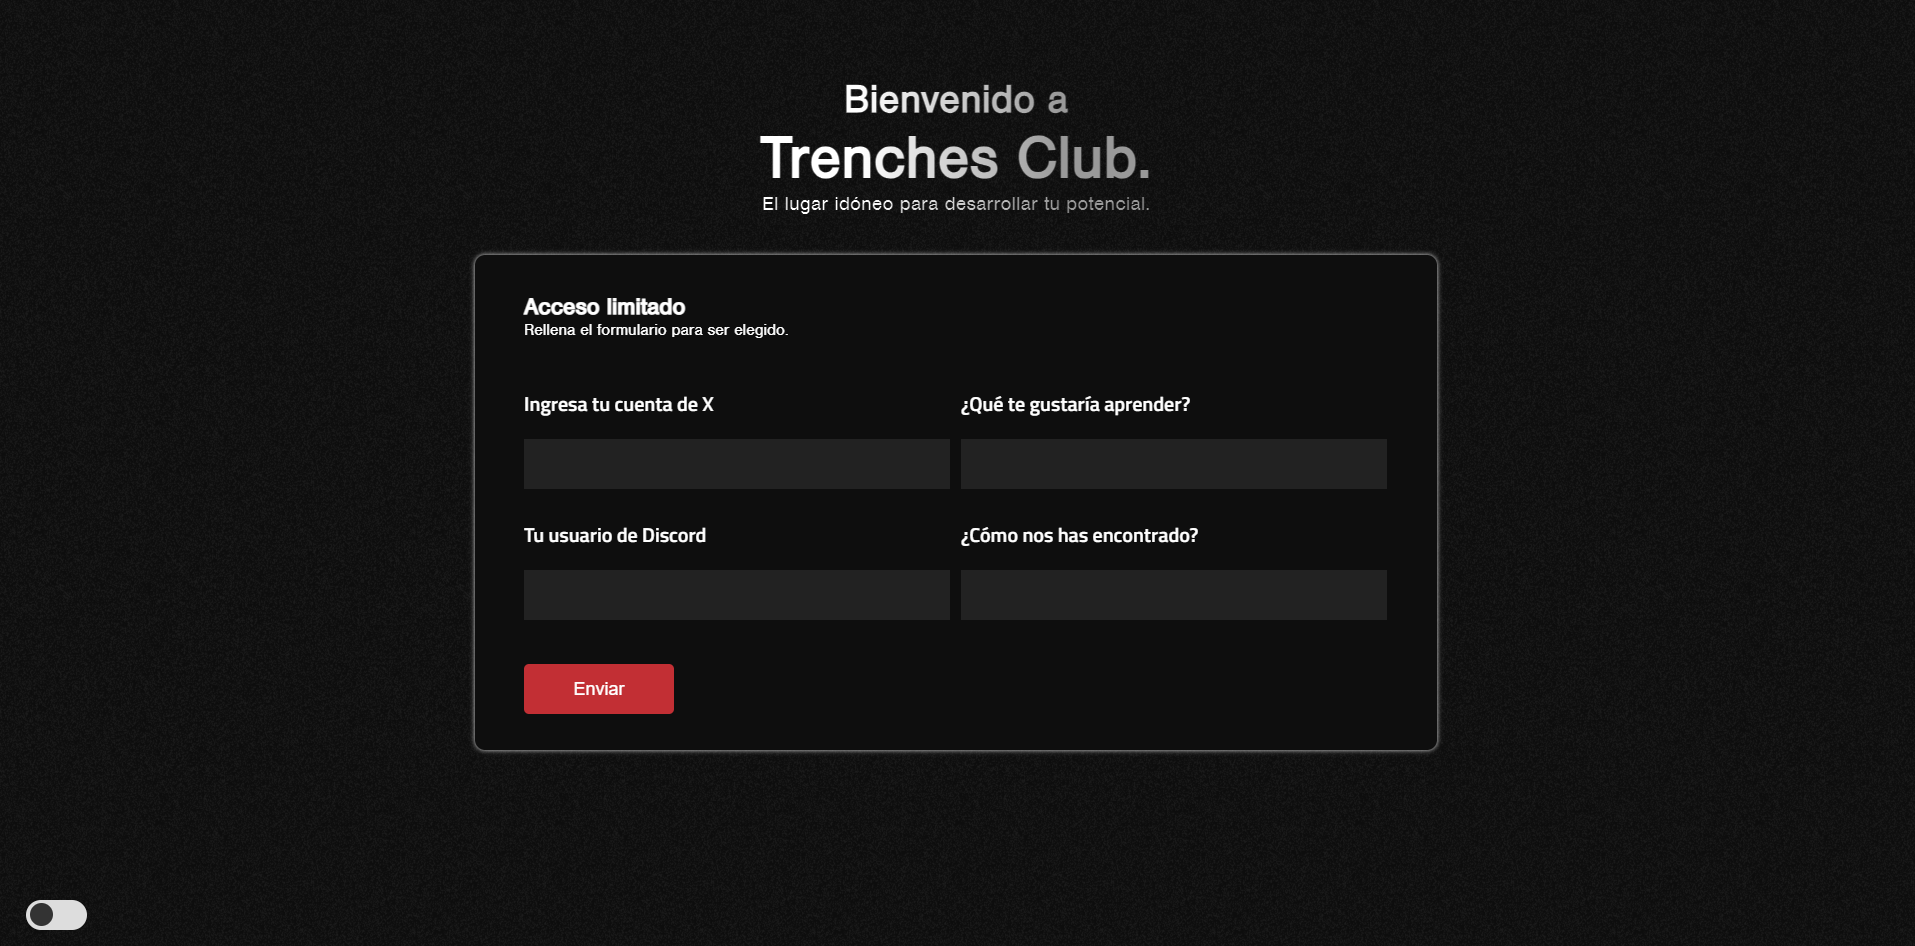 Bienvenido a
Trenches Club.
El lugar idóneo para desarrollar tu potencial.
Acceso limitado
Rellena el formulario para ser elegido.
Ingresa tu cuenta de X
¿Qué te gustaría aprender?
Tu usuario de Discord
¿Cómo nos has encontrado?
Enviar